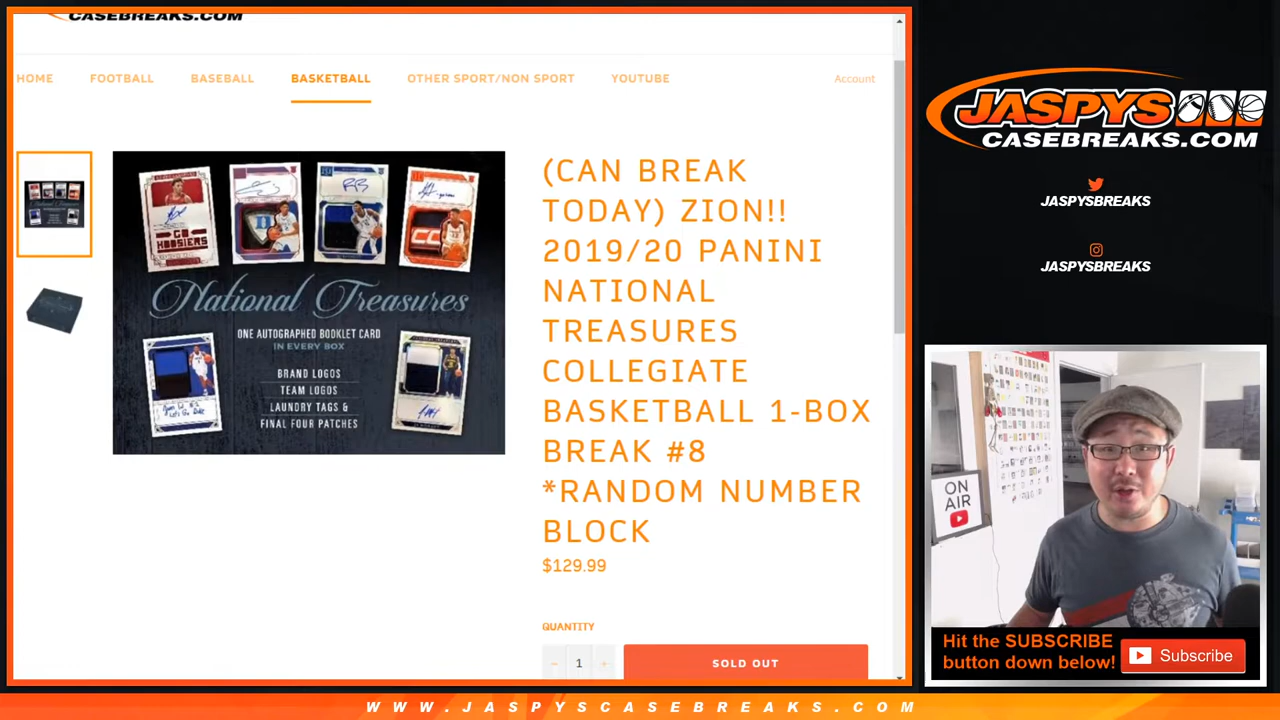 CASEBREAKS.COM
HOME FOOTBALL BASEBALL BASKETBALL OTHER SPORT/NON SPORT YOUTUBE Account
GO
HOOSIERS
National Treasures
ONE AUTOGRAPHED BOOKLET CARD
IN EVERY BOX
BRAND LOGOS
TEAM LOGOS
LAUNDRY TAGS &
FINAL FOUR PATCHES
(CAN BREAK
TODAY) ZION!!
2019/20 PANINI
NATIONAL
TREASURES
COLLEGIATE
BASKETBALL 1-BOX
BREAK #8
*RANDOM NUMBER
BLOCK
$129.99
QUANTITY
− 1 +
SOLD OUT
JASPYS
CASEBREAKS.COM
JASPYSBREAKS
JASPYSBREAKS
ON
AIR
Hit the SUBSCRIBE
button down below!
Subscribe
WWW.JASPYSCASEBREAKS.COM